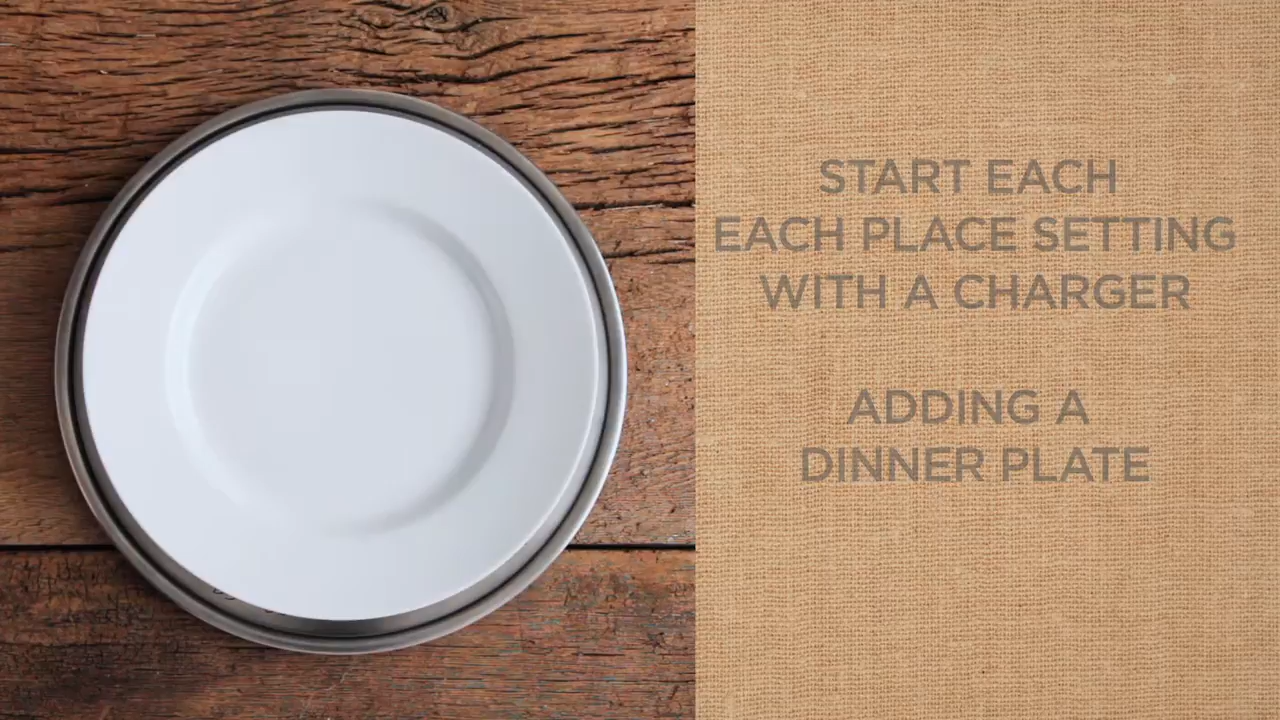 START EACH
EACH PLACE SETTING
WITH A CHARGER
ADDING A
DINNER PLATE